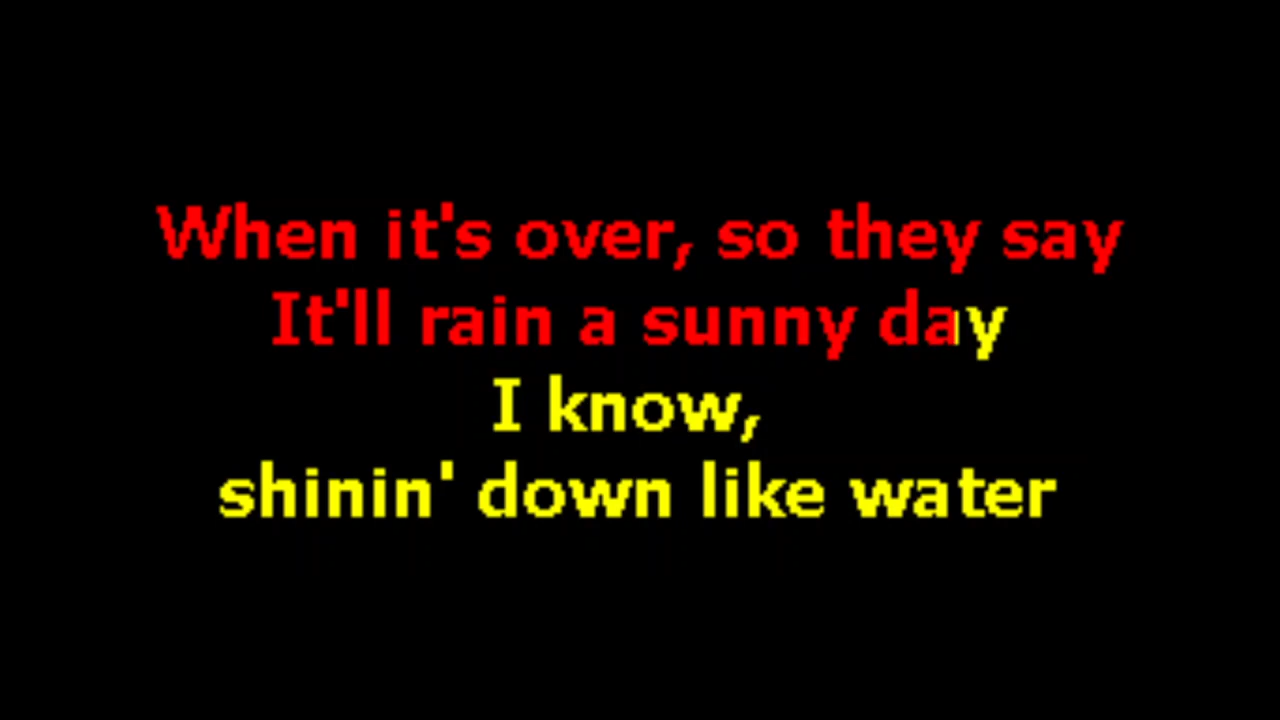 When it's over, so they say
It'll rain a sunny day
I know,
shinin' down like water